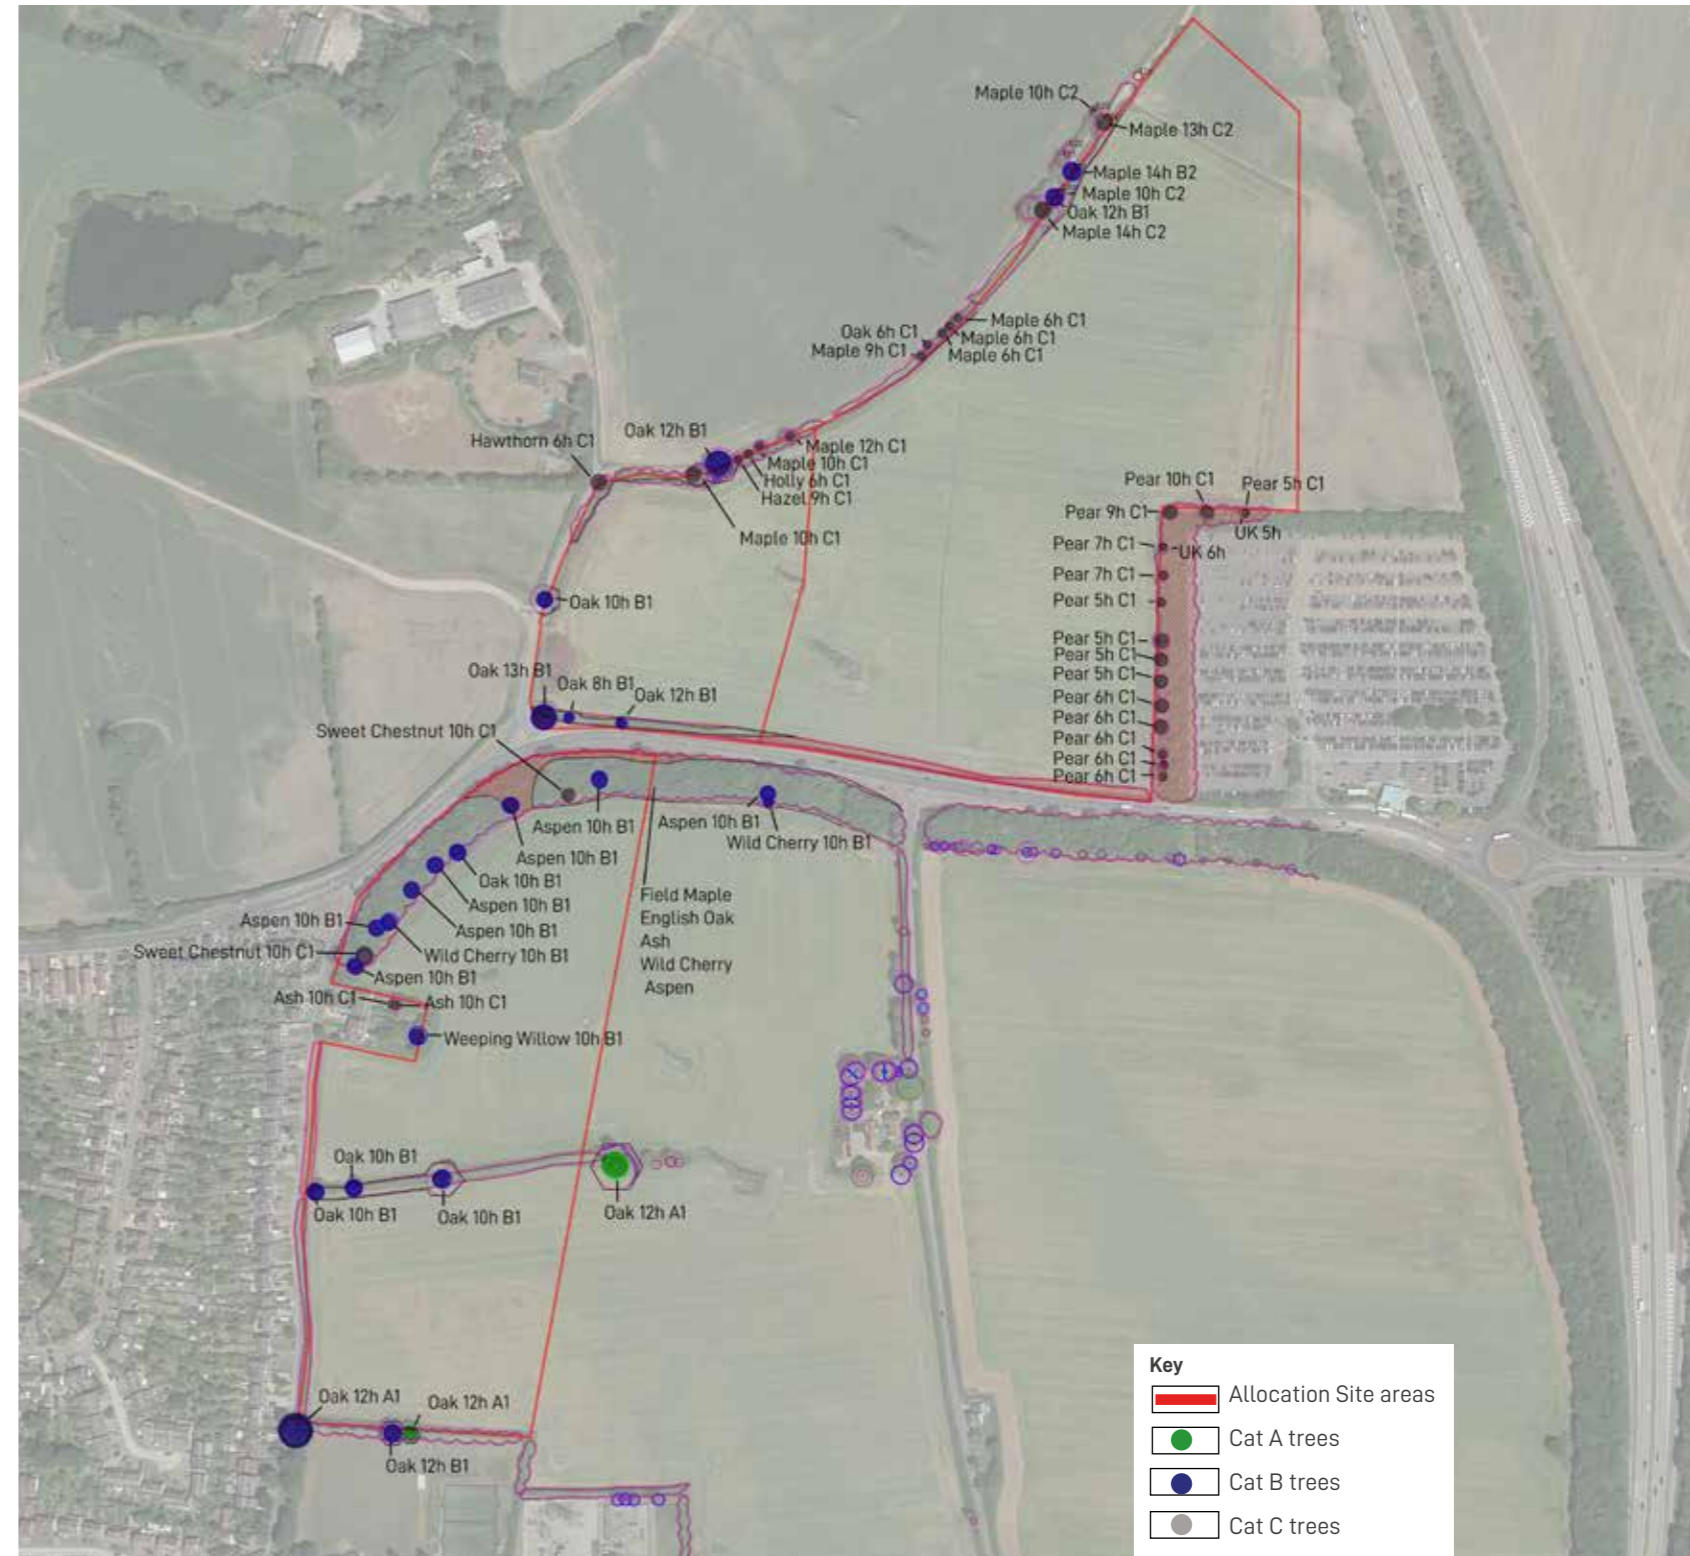 Maple 10h C2
Maple 13h C2
Maple 14h B2
Maple 10h C2
Oak 12h B1
Maple 14h C2
Maple 6h C1
Oak 6h C1
Maple 6h C1
Maple 9h C1
Maple 6h C1
Oak 12h B1
Hawthorn 6h C1
Maple 12h C1
Maple 10h C1
Holly 6h C1
Hazel 9h C1
Maple 10h C1
Pear 10h C1
Pear 5h C1
Pear 9h C1
UK 5h
Pear 7h C1
UK 6h
Pear 7h C1
Pear 5h C1
Oak 10h B1
Pear 5h C1
Pear 5h C1
Pear 5h C1
Pear 6h C1
Pear 6h C1
Pear 6h C1
Pear 6h C1
Pear 6h C1
Oak 13h B1
Oak 8h B1
Oak 12h B1
Sweet Chestnut 10h C1
Aspen 10h B1
Aspen 10h B1
Wild Cherry 10h B1
Aspen 10h B1
Oak 10h B1
Aspen 10h B1
Aspen 10h B1
Aspen 10h B1
Wild Cherry 10h B1
Sweet Chestnut 10h C1
Aspen 10h B1
Field Maple
English Oak
Ash
Wild Cherry
Aspen
Ash 10h C1
Ash 10h C1
Weeping Willow 10h B1
Oak 10h B1
Oak 10h B1
Oak 10h B1
Oak 12h A1
Oak 12h A1
Oak 12h A1
Oak 12h B1
Key
Allocation Site areas
Cat A trees
Cat B trees
Cat C trees